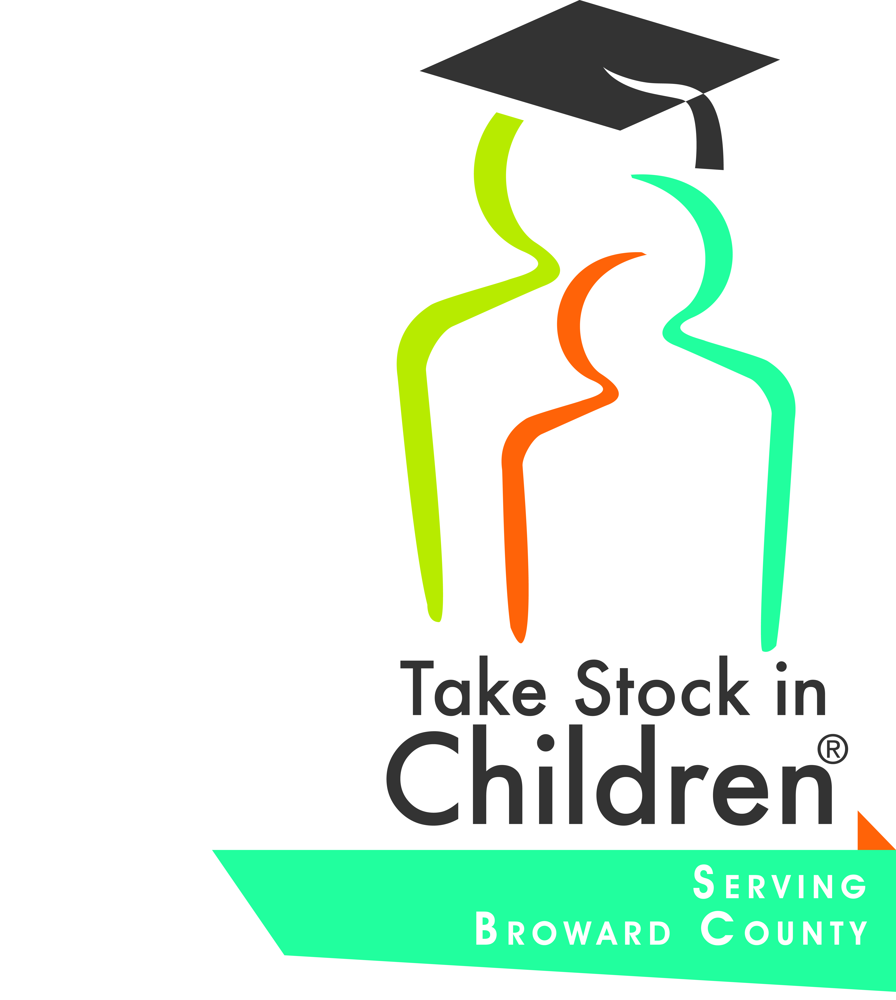 Take Stock in
Children®
SERVING
BROWARD COUNTY